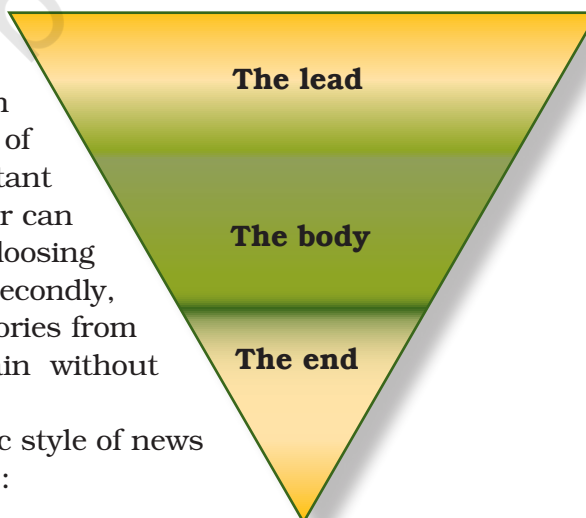 The lead
n
of
tant
r can
loosing
econdly,
The body
ories from
in without
The end
c style of news
: